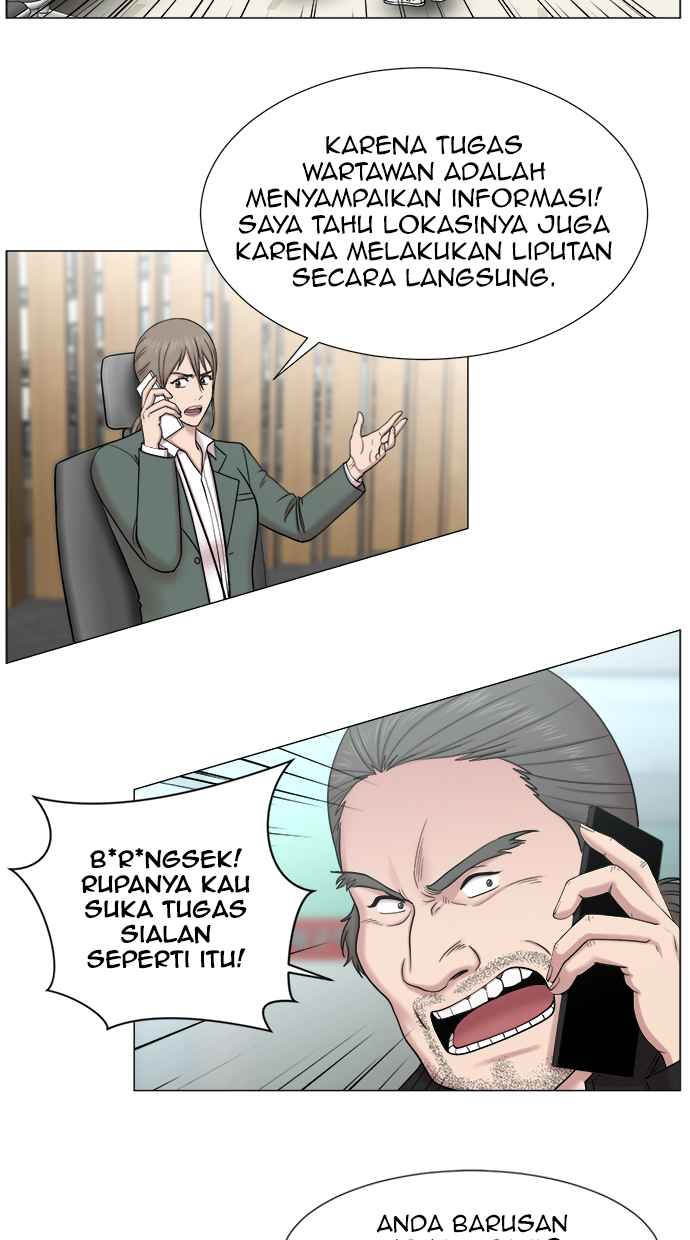 KARENA TUGAS
WARTAWAN ADALAH
MENYAMPAIKAN INFORMASI!
SAYA TAHU LOKASINYA JUGA
KARENA MELAKUKAN LIPUTAN
SECARA LANGSUNG.
B*R*NGSEK!
RUPANYA KAU
SUKA TUGAS
SIALAN
SEPERTI ITU!
ANDA BARUSAN